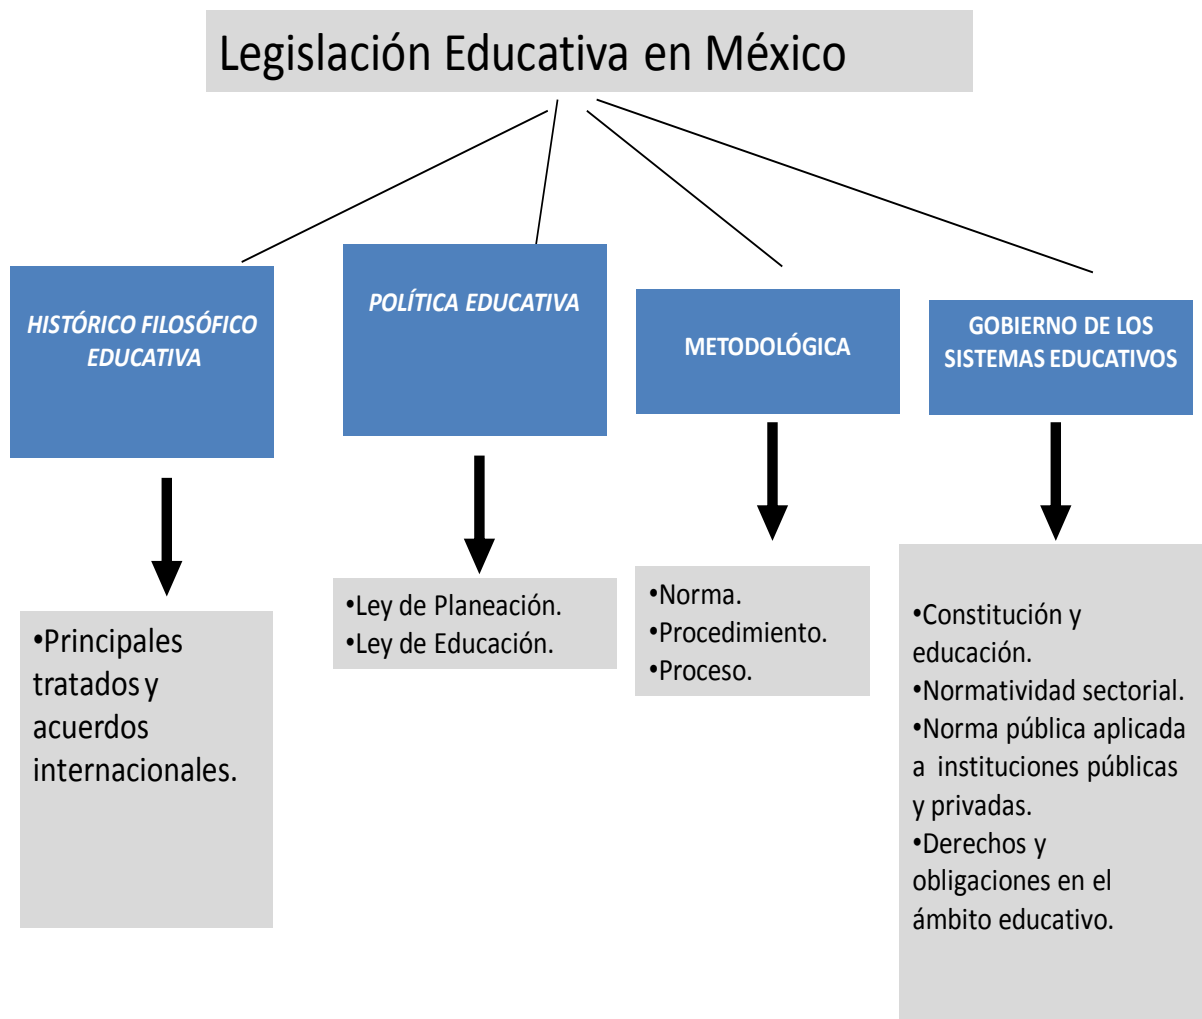 Legislación Educativa en México
HISTÓRICO FILOSÓFICO
EDUCATIVA
•Principales
tratados y
acuerdos
internacionales.
POLÍTICA EDUCATIVA
•Ley de Planeación.
•Ley de Educación.
METODOLÓGICA
•Norma.
•Procedimiento.
•Proceso.
GOBIERNO DE LOS
SISTEMAS EDUCATIVOS
•Constitución y
educación.
•Normatividad sectorial.
•Norma pública aplicada
a instituciones públicas
y privadas.
•Derechos y
obligaciones en el
ámbito educativo.